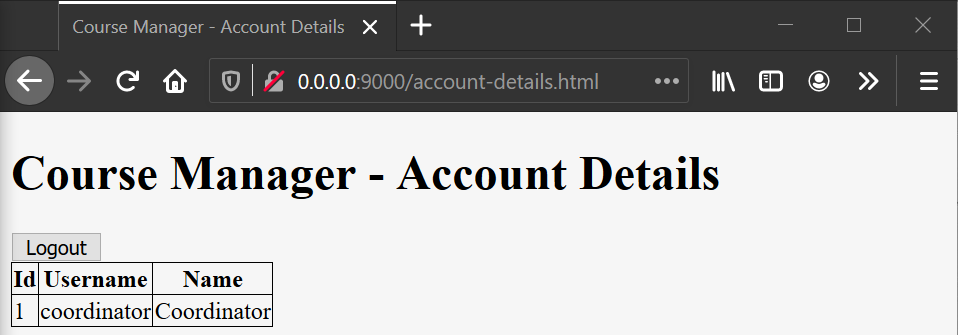 Course Manager - Account Details
0.0.0.0:9000/account-details.html
Course Manager - Account Details
Logout
Id Username Name
1 coordinator Coordinator